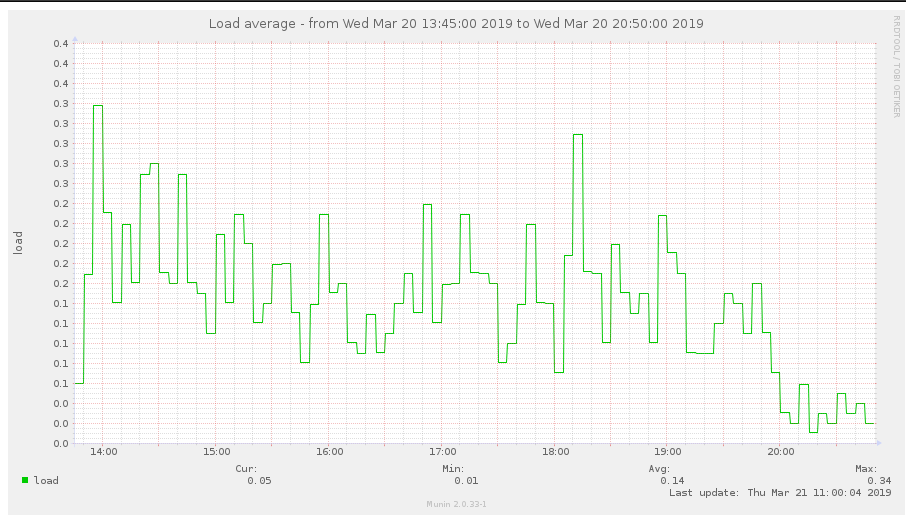 Load average - from Wed Mar 20 13:45:00 2019 to Wed Mar 20 20:50:00 2019
RRDTOOL / TOBI OETIKER
0.4
0.4
0.4
0.3
0.3
0.3
0.3
0.3
0.2
0.2
0.2
0.2
0.2
0.1
0.1
0.1
0.1
0.1
0.0
0.0
0.0
load
14:00 15:00 16:00 17:00 18:00 19:00 20:00
Cur: Min: Avg: Max:
load 0.05 0.01 0.14 0.34
Last update: Thu Mar 21 11:00:04 2019
Munin 2.0.33-1